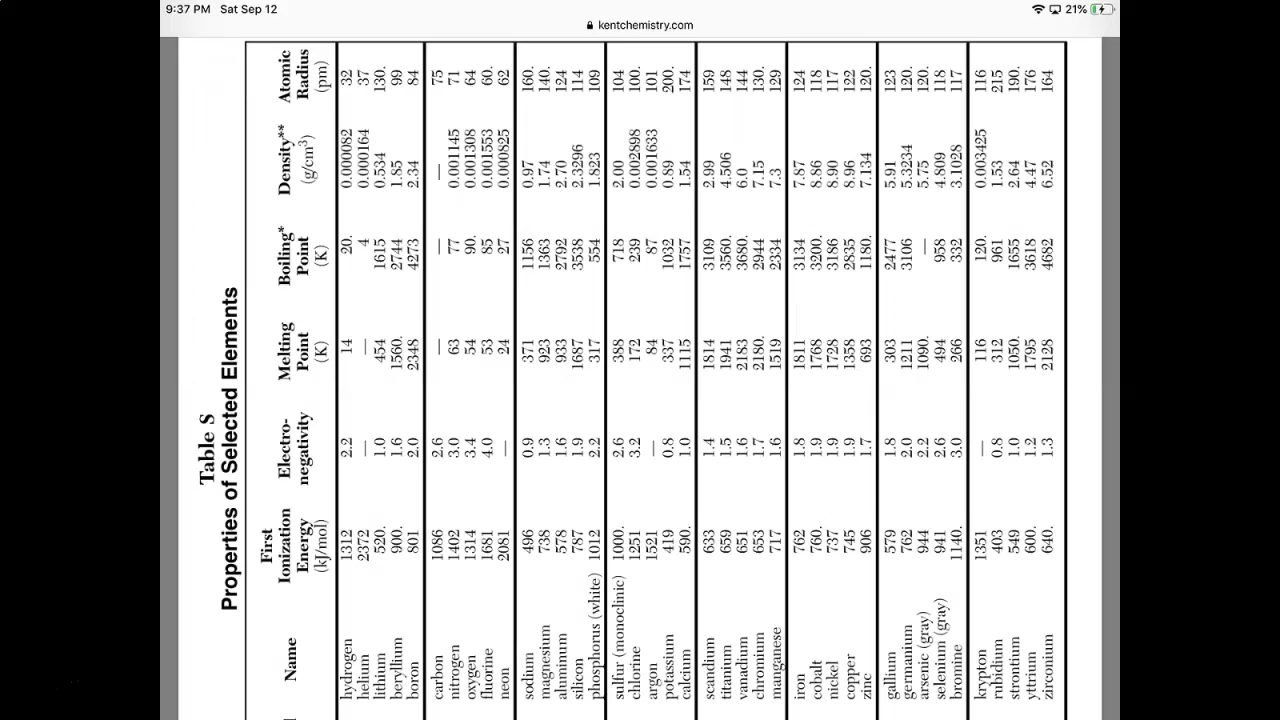 9:37 PM Sat Sep 12
21%
kentchemistry.com
Table S
Properties of Selected Elements
Name First Ionization Energy (kJ/mol) Electro-negativity Melting Point (K) Boiling* Point (K) Density** (g/cm3) Atomic Radius (pm)
hydrogen 1312 2.2 14 20. 0.000082 32
helium 2372 — — 4 0.000164 37
lithium 520. 1.0 454 1615 0.534 130.
beryllium 900. 1.6 1560. 2744 1.85 99
boron 801 2.0 2348 4273 2.34 84
carbon 1086 2.6 — — — 75
nitrogen 1402 3.0 63 77 0.001145 71
oxygen 1314 3.4 54 90. 0.001308 64
fluorine 1681 4.0 53 85 0.001553 60.
neon 2081 — 24 27 0.000825 62
sodium 496 0.9 371 1156 0.97 160.
magnesium 738 1.3 923 1363 1.74 140.
aluminum 578 1.6 933 2792 2.70 124
silicon 787 1.9 1687 3538 2.3296 114
phosphorus (white) 1012 2.2 317 554 1.823 109
sulfur (monoclinic) 1000. 2.6 388 718 2.00 104
chlorine 1251 3.2 172 239 0.002898 100.
argon 1521 — 84 87 0.001633 101
potassium 419 0.8 337 1032 0.89 200.
calcium 590. 1.0 1115 1757 1.54 174
scandium 633 1.4 1814 3109 2.99 159
titanium 659 1.5 1941 3560. 4.506 148
vanadium 651 1.6 2183 3680. 6.0 144
chromium 653 1.7 2180. 2944 7.15 130.
manganese 717 1.6 1519 2334 7.3 129
iron 762 1.8 1811 3134 7.87 124
cobalt 760. 1.9 1768 3200. 8.86 118
nickel 737 1.9 1728 3186 8.90 117
copper 745 1.9 1358 2835 8.96 122
zinc 906 1.7 693 1180. 7.134 120.
gallium 579 1.8 303 2477 5.91 123
germanium 762 2.0 1211 3106 5.3234 120.
arsenic (gray) 944 2.2 1090. — 5.75 120.
selenium (gray) 941 2.6 494 958 4.809 118
bromine 1140. 3.0 266 332 3.1028 117
krypton 1351 — 116 120. 0.003425 116
rubidium 403 0.8 312 961 1.53 215
strontium 549 1.0 1050. 1655 2.64 190.
yttrium 600. 1.2 1795 3618 4.47 176
zirconium 640. 1.3 2128 4682 6.52 164